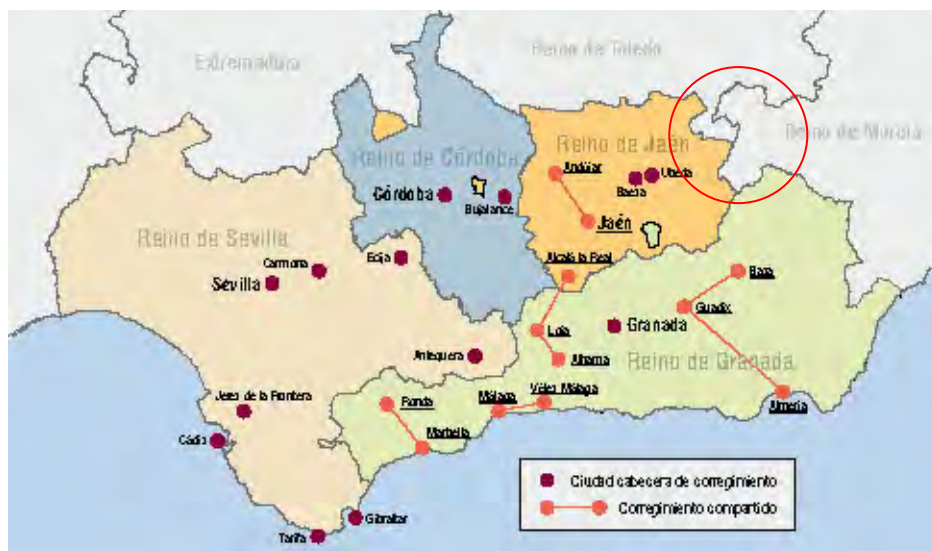 Extremadura
Reino de Toledo
Reino de Murcia
Reino de Córdoba
Reino de Jaén
Andújar
Úbeda
Baeza
Córdoba
Bujalance
Jaén
Reino de Sevilla
Écija
Alcalá la Real
Carmona
Sevilla
Baza
Guadix
Loja
Granada
Antequera
Alhama
Reino de Granada
Vélez Málaga
Málaga
Jerez de la Frontera
Ronda
Almería
Marbella
Cádiz
Ciudad cabecera de corregimiento
Corregimiento compartido
Gibraltar
Tarifa